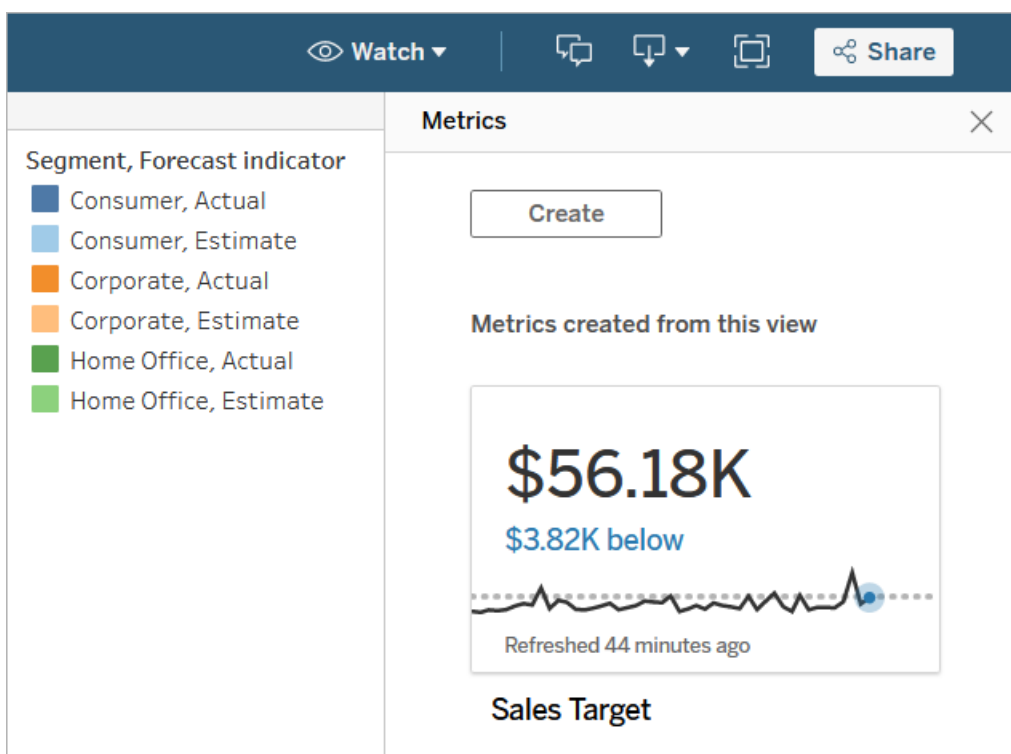 Watch
Share
Metrics
Segment, Forecast indicator
Consumer, Actual
Consumer, Estimate
Corporate, Actual
Corporate, Estimate
Home Office, Actual
Home Office, Estimate
Create
Metrics created from this view
$56.18K
$3.82K below
Refreshed 44 minutes ago
Sales Target